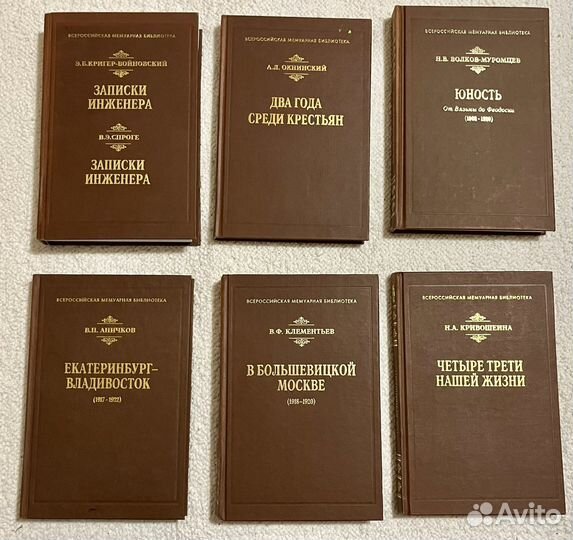 ВСЕРОССИЙСКАЯ МЕМУАРНАЯ БИБЛИОТЕКА
Э.Б.КРИГЕР-ВОЙНОВСКИЙ
ЗАПИСКИ
ИНЖЕНЕРА
В.Э.СПРОГЕ
ЗАПИСКИ
ИНЖЕНЕРА
ВСЕРОССИЙСКАЯ МЕМУАРНАЯ БИБЛИОТЕКА
А.Л. ОКНИНСКИЙ
ДВА ГОДА
СРЕДИ КРЕСТЬЯН
ВСЕРОССИЙСКАЯ МЕМУАРНАЯ БИБЛИОТЕКА
Н.В. ВОЛКОВ-МУРОМЦЕВ
ЮНОСТЬ
От Вязьмы до Феодосии
(1902-1920)
ВСЕРОССИЙСКАЯ МЕМУАРНАЯ БИБЛИОТЕКА
В.П. АНИЧКОВ
ЕКАТЕРИНБУРГ–
ВЛАДИВОСТОК
(1917-1922)
ВСЕРОССИЙСКАЯ МЕМУАРНАЯ БИБЛИОТЕКА
В.Ф. КЛЕМЕНТЬЕВ
В БОЛЬШЕВИЦКОЙ
МОСКВЕ
(1918-1920)
ВСЕРОССИЙСКАЯ МЕМУАРНАЯ БИБЛИОТЕКА
Н.А. КРИВОШЕИНА
ЧЕТЫРЕ ТРЕТИ
НАШЕЙ ЖИЗНИ
Avito